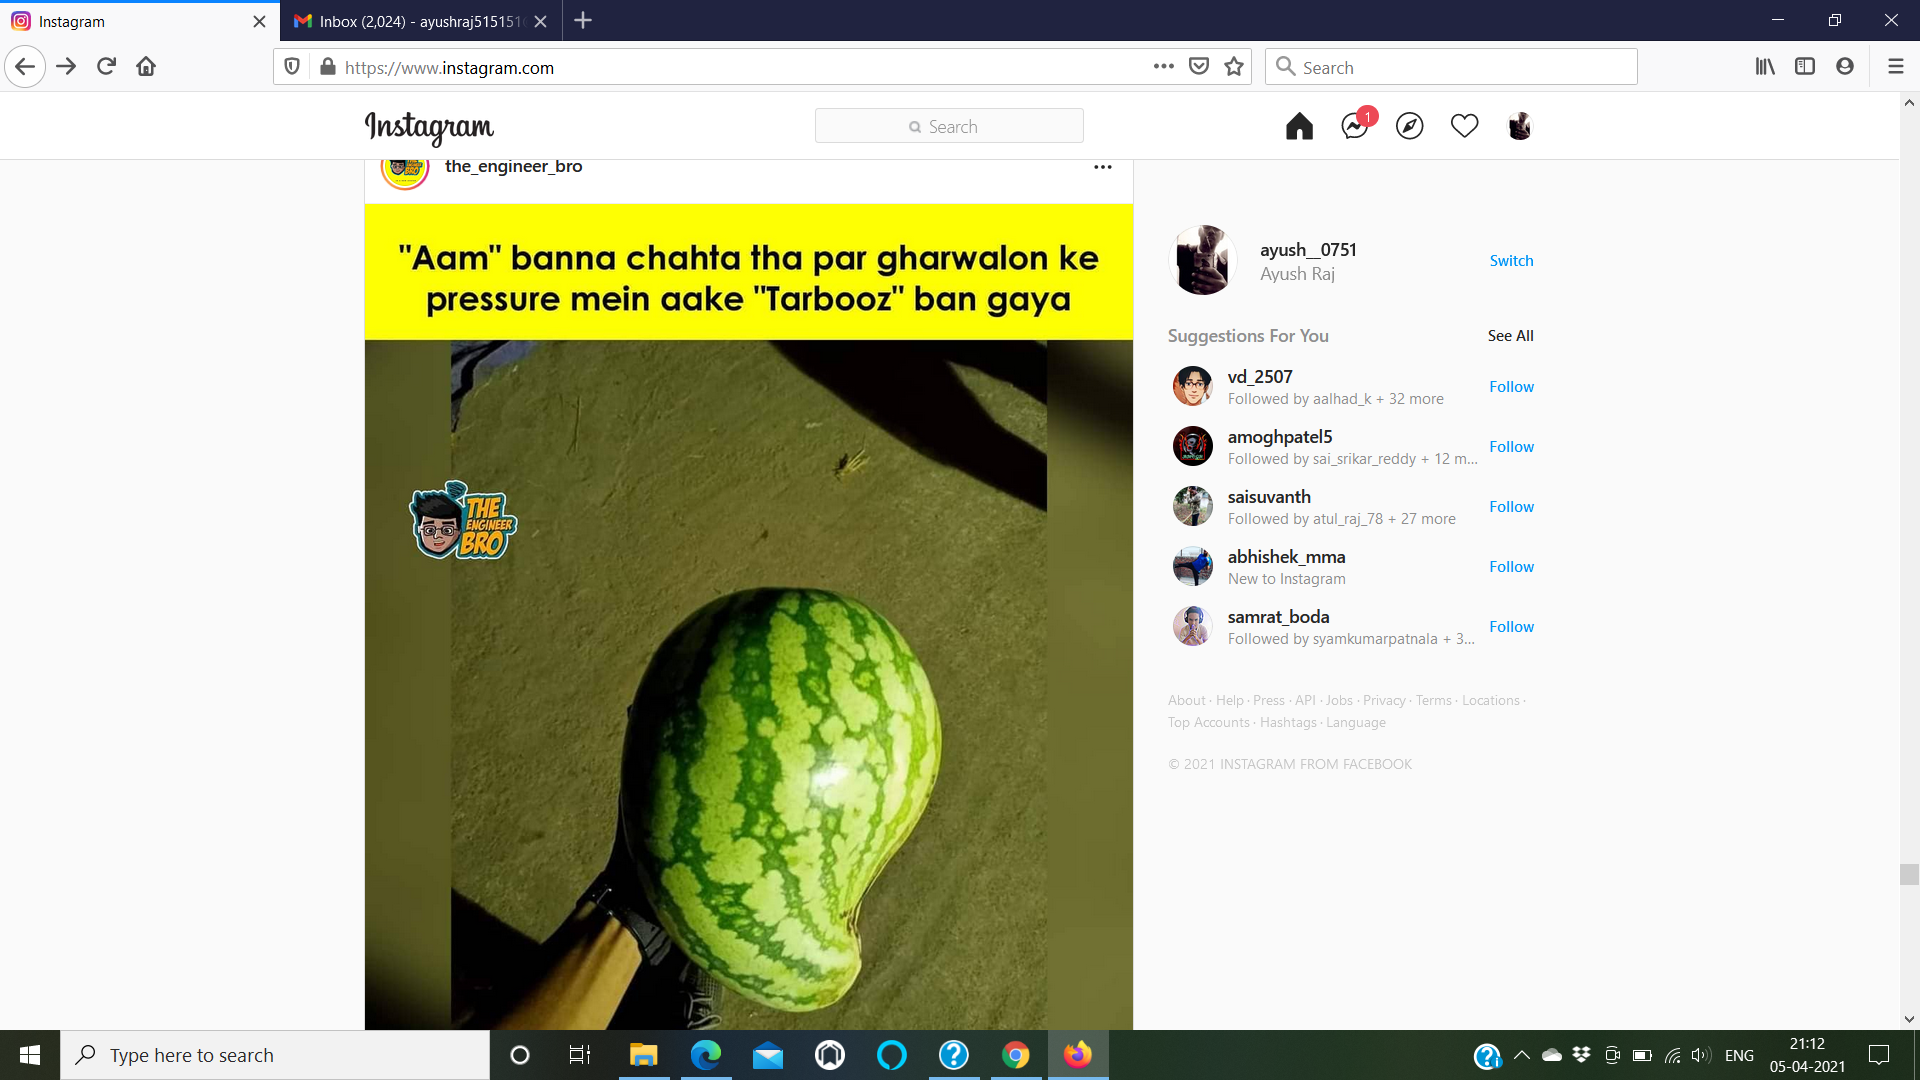 Instagram
Inbox (2,024) - ayushraj515151
https://www.instagram.com
Search
Instagram
Search
1
the_engineer_bro
"Aam" banna chahta tha par gharwalon ke
pressure mein aake "Tarbooz" ban gaya
THE
ENGINEER
BRO
ayush__0751
Ayush Raj
Switch
Suggestions For You
See All
vd_2507
Followed by aalhad_k + 32 more
Follow
amoghpatel5
Followed by sai_srikar_reddy + 12 m...
Follow
saisuvanth
Followed by atul_raj_78 + 27 more
Follow
abhishek_mma
New to Instagram
Follow
samrat_boda
Followed by syamkumarpatnala + 3...
Follow
About · Help · Press · API · Jobs · Privacy · Terms · Locations ·
Top Accounts · Hashtags · Language
© 2021 INSTAGRAM FROM FACEBOOK
Type here to search
ENG
21:12
05-04-2021